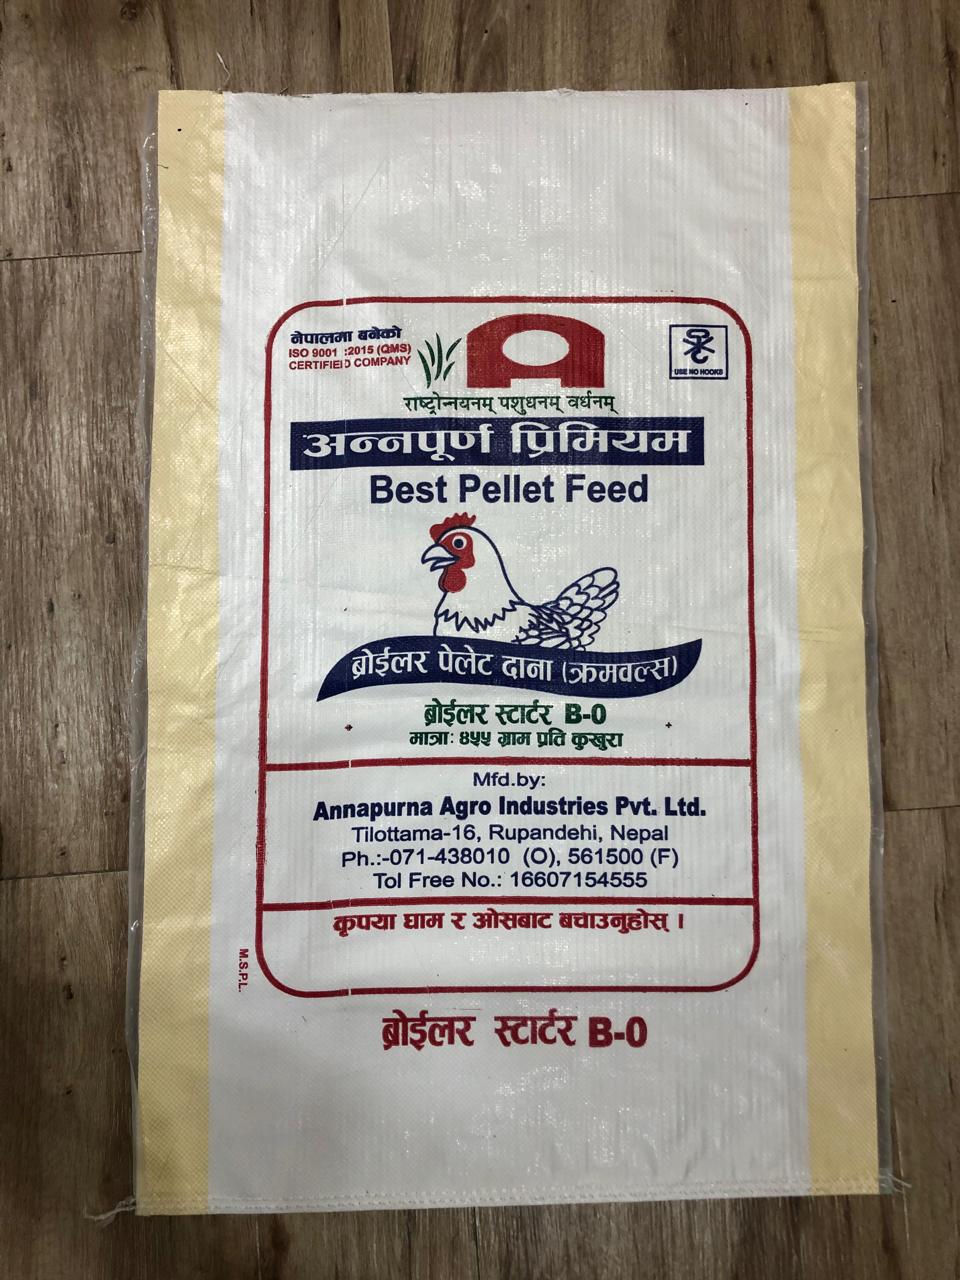 नेपालमा बनेको
ISO 9001 :2015 (QMS)
CERTIFIED COMPANY
USE NO HOOKS
राष्ट्रोन्नयनम् पशुधनम् वर्धनम्
अन्नपूर्ण प्रिमियम
Best Pellet Feed
ब्रोईलर पेलेट दाना (क्रमवल्स)
ब्रोईलर स्टार्टर B-0
मात्राः ४५५ ग्राम प्रति कुखुरा
Mfd.by:
Annapurna Agro Industries Pvt. Ltd.
Tilottama-16, Rupandehi, Nepal
Ph.:-071-438010 (O), 561500 (F)
Tol Free No.: 16607154555
कृपया घाम र ओसबाट बचाउनुहोस् ।
M.S.P.L.
ब्रोईलर स्टार्टर B-0